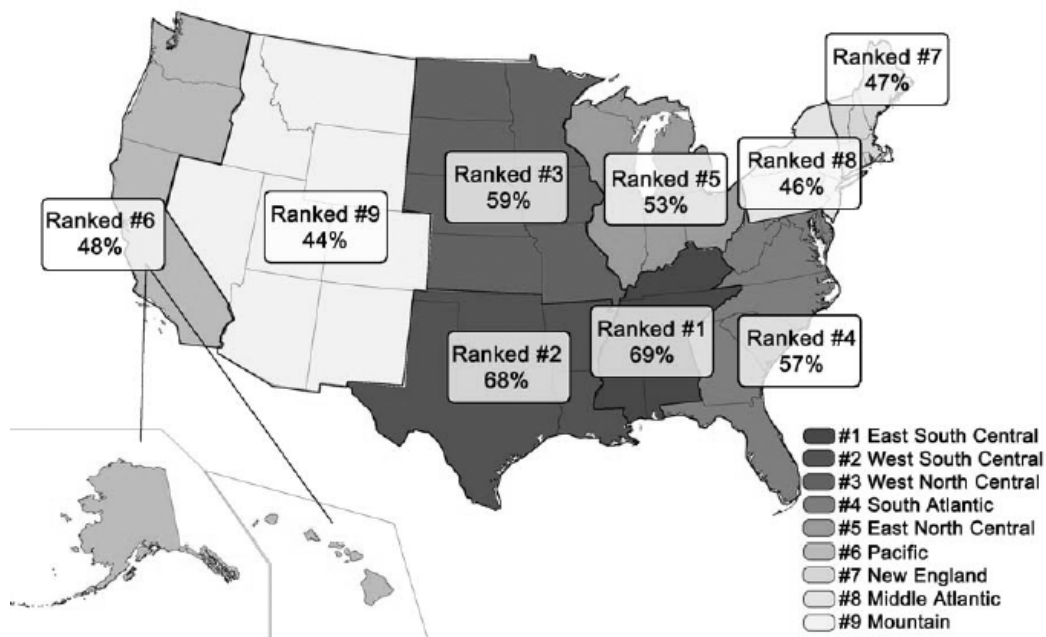 Ranked #7
47%
Ranked #8
46%
Ranked #3
59%
Ranked #5
53%
Ranked #6
48%
Ranked #9
44%
Ranked #2
68%
Ranked #1
69%
Ranked #4
57%
#1 East South Central
#2 West South Central
#3 West North Central
#4 South Atlantic
#5 East North Central
#6 Pacific
#7 New England
#8 Middle Atlantic
#9 Mountain